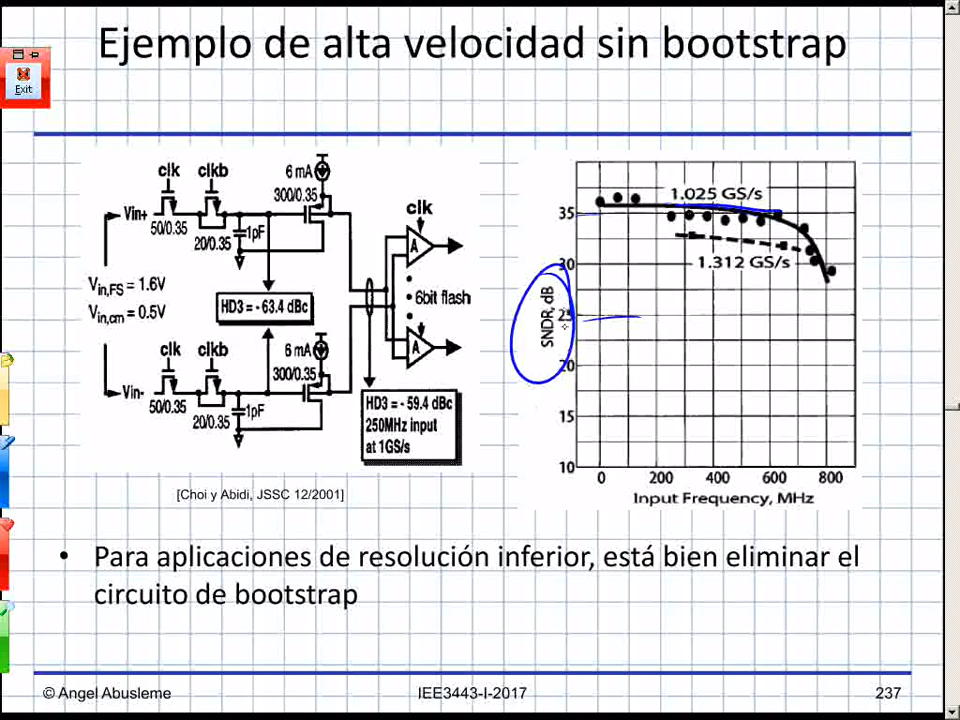 Ejemplo de alta velocidad sin bootstrap
Exit
clk
clkb
6 mA
300/0.35
Vin+
50/0.35
20/0.35
1pF
clk
A
6bit flash
A
Vin,FS = 1.6V
Vin,cm = 0.5V
HD3 = - 63.4 dBc
clk
clkb
6 mA
300/0.35
Vin-
50/0.35
20/0.35
1pF
HD3 = - 59.4 dBc
250MHz input
at 1GS/s
[Choi y Abidi, JSSC 12/2001]
1.025 GS/s
1.312 GS/s
SNDR, dB
35
30
25
20
15
10
0 200 400 600 800
Input Frequency, MHz
• Para aplicaciones de resolución inferior, está bien eliminar el
circuito de bootstrap
© Angel Abusleme
IEE3443-I-2017
237